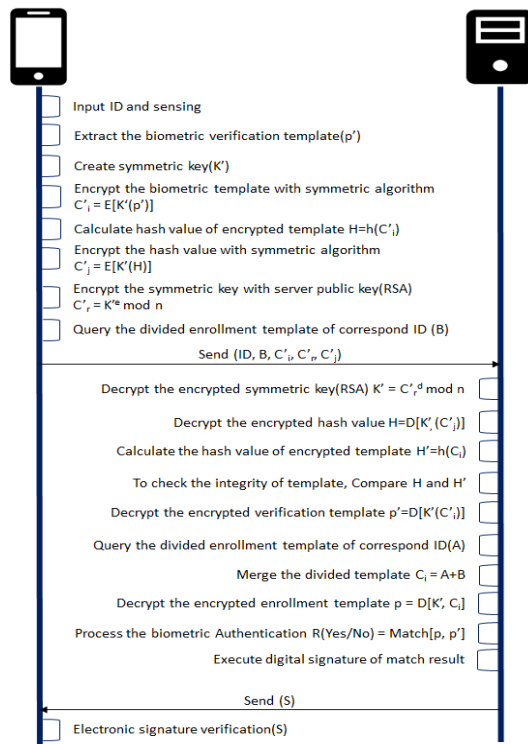 Input ID and sensing
Extract the biometric verification template(p’)
Create symmetric key(K’)
Encrypt the biometric template with symmetric algorithm
C’ᵢ = E[K’(p’)]
Calculate hash value of encrypted template H=h(C’ᵢ)
Encrypt the hash value with symmetric algorithm
C’ⱼ = E[K’(H)]
Encrypt the symmetric key with server public key(RSA)
C’ᵣ = K’ᵉ mod n
Query the divided enrollment template of correspond ID (B)
Send (ID, B, C’ᵢ, C’ᵣ, C’ⱼ)
Decrypt the encrypted symmetric key(RSA) K’ = C’ᵣᵈ mod n
Decrypt the encrypted hash value H=D[K’,(C’ⱼ)]
Calculate the hash value of encrypted template H’=h(Cᵢ)
To check the integrity of template, Compare H and H’
Decrypt the encrypted verification template p’=D[K’(C’ᵢ)]
Query the divided enrollment template of correspond ID(A)
Merge the divided template Cᵢ = A+B
Decrypt the encrypted enrollment template p = D[K’, Cᵢ]
Process the biometric Authentication R(Yes/No) = Match[p, p’]
Execute digital signature of match result
Send (S)
Electronic signature verification(S)